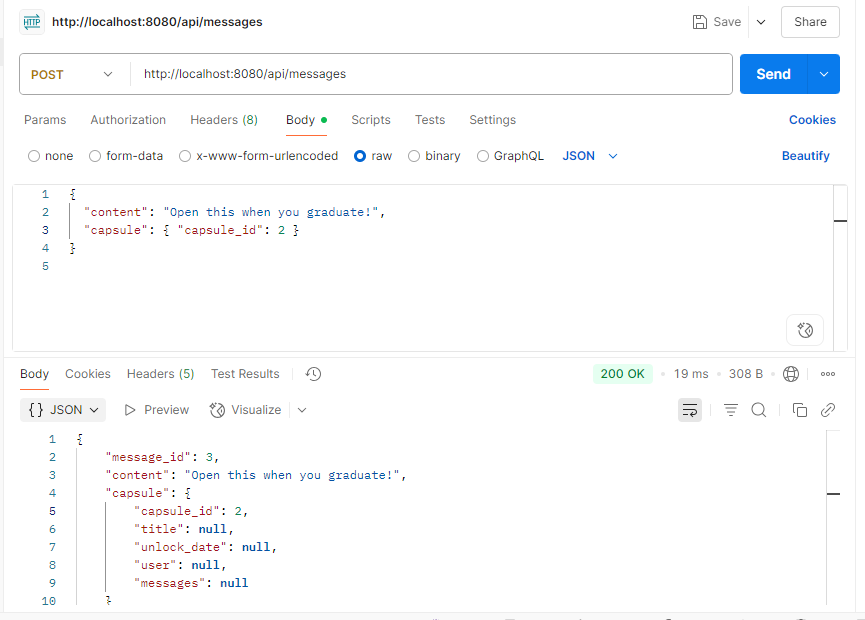 HTTP http://localhost:8080/api/messages Save Share
POST http://localhost:8080/api/messages Send
Params Authorization Headers (8) Body Scripts Tests Settings Cookies
none form-data x-www-form-urlencoded raw binary GraphQL JSON Beautify
1 {
2 "content": "Open this when you graduate!",
3 "capsule": { "capsule_id": 2 }
4 }
5
Body Cookies Headers (5) Test Results 200 OK • 19 ms • 308 B •
{} JSON Preview Visualize
1 {
2 "message_id": 3,
3 "content": "Open this when you graduate!",
4 "capsule": {
5 "capsule_id": 2,
6 "title": null,
7 "unlock_date": null,
8 "user": null,
9 "messages": null
10 }